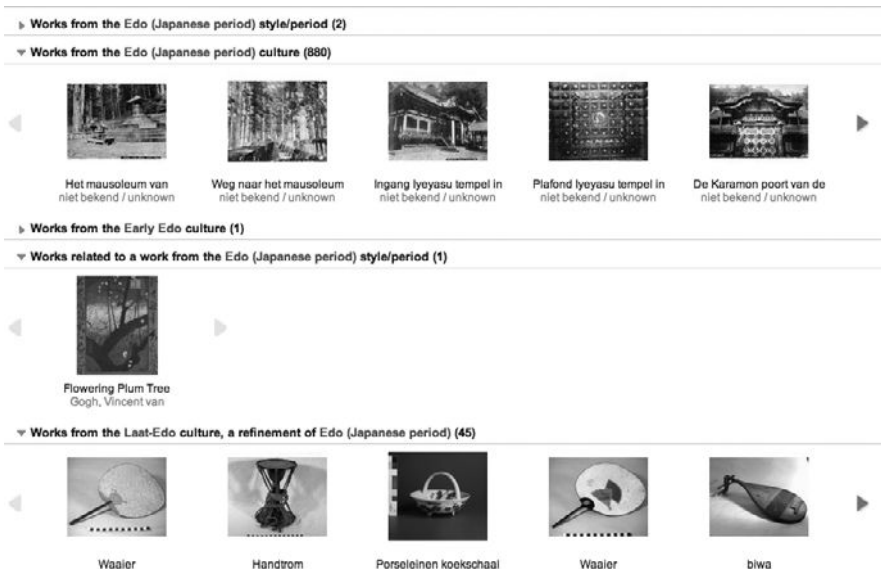 Works from the Edo (Japanese period) style/period (2)
Works from the Edo (Japanese period) culture (880)
Het mausoleum van
niet bekend / unknown
Weg naar het mausoleum
niet bekend / unknown
Ingang Iyeyasu tempel in
niet bekend / unknown
Plafond Iyeyasu tempel in
niet bekend / unknown
De Karamon poort van de
niet bekend / unknown
Works from the Early Edo culture (1)
Works related to a work from the Edo (Japanese period) style/period (1)
Flowering Plum Tree
Gogh, Vincent van
Works from the Laat-Edo culture, a refinement of Edo (Japanese period) (45)
Waaier
Handtrom
Porseleinen koekschaal
Waaier
biwa